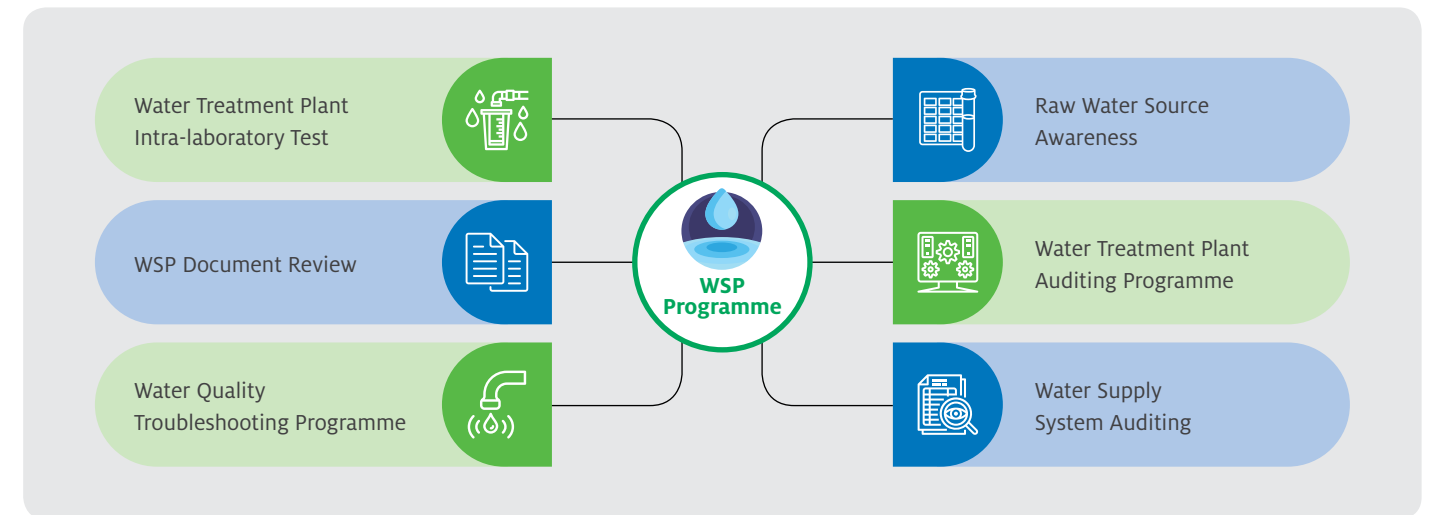 Water Treatment Plant
Intra-laboratory Test
WSP Document Review
Water Quality
Troubleshooting Programme
WSP
Programme
Raw Water Source
Awareness
Water Treatment Plant
Auditing Programme
Water Supply
System Auditing